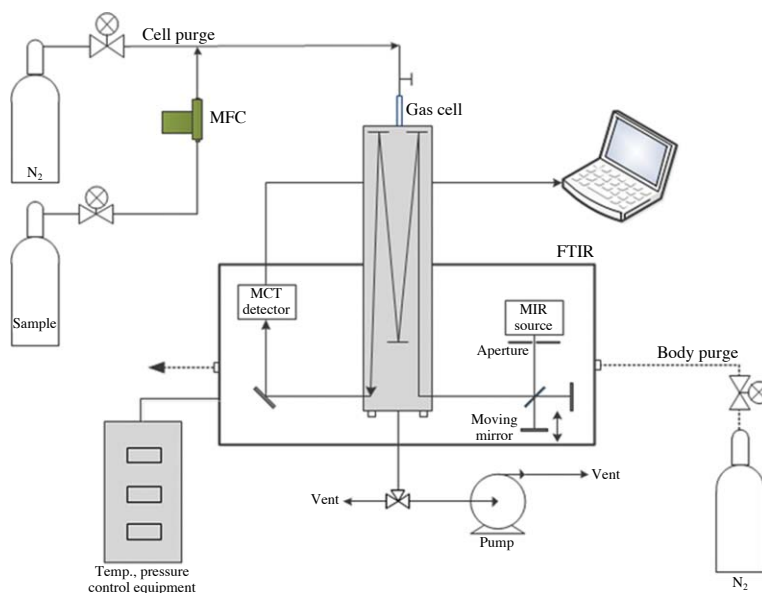 Cell purge
MFC
Gas cell
N₂
Sample
FTIR
MCT
detector
MIR
source
Aperture
Body purge
Moving
mirror
Vent
Vent
Pump
Temp., pressure
control equipment
N₂